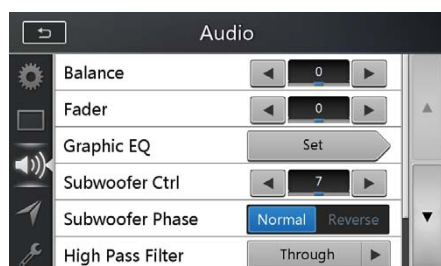 Audio
Balance 0
Fader 0
Graphic EQ Set
Subwoofer Ctrl 7
Subwoofer Phase Normal Reverse
High Pass Filter Through